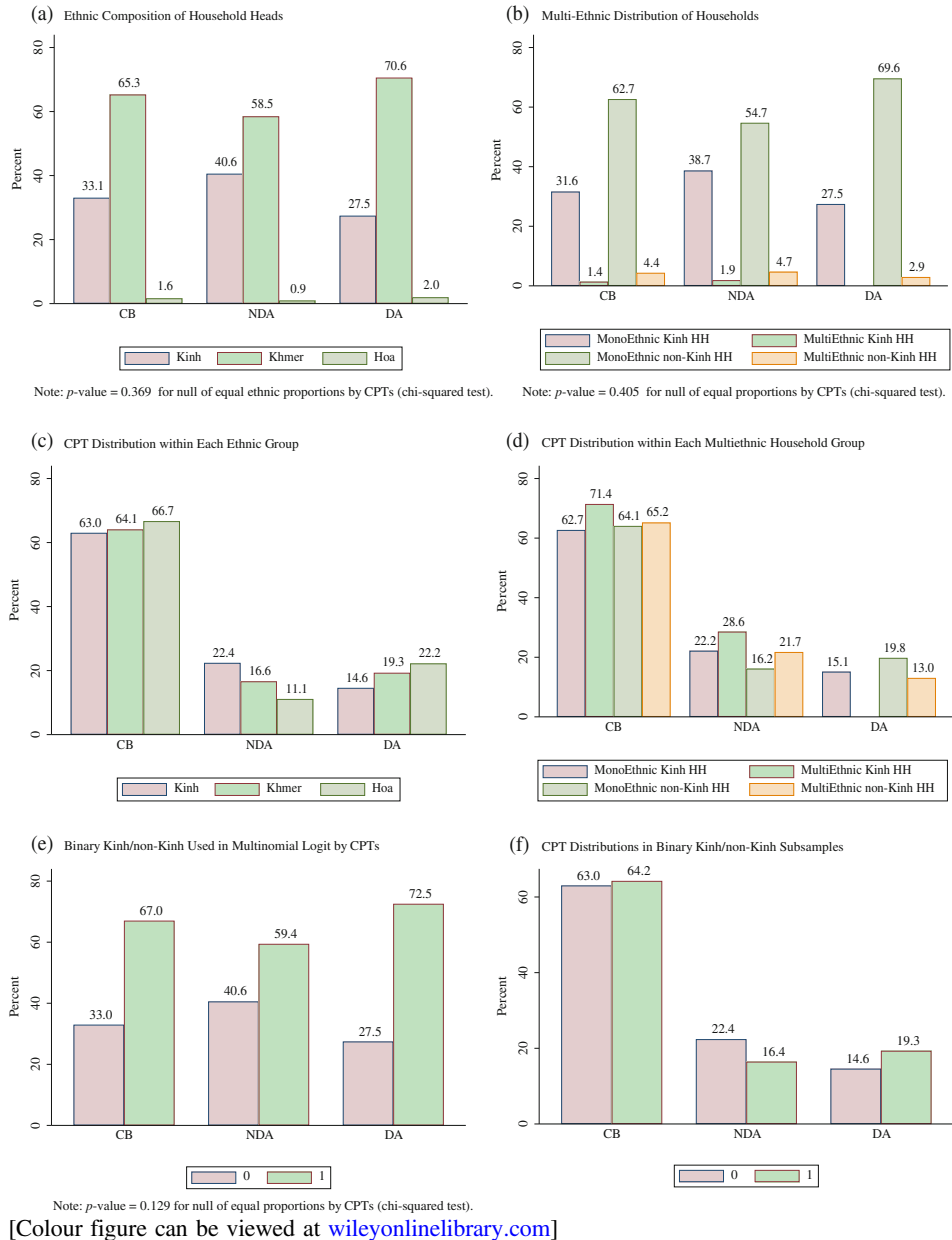 (a) Ethnic Composition of Household Heads
80
60
40
20
0
Percent
33.1
65.3
1.6
40.6
58.5
0.9
27.5
70.6
2.0
CB NDA DA
Kinh Khmer Hoa
Note: p-value = 0.369 for null of equal ethnic proportions by CPTs (chi-squared test).
(b) Multi-Ethnic Distribution of Households
80
60
40
20
0
Percent
31.6
1.4
62.7
4.4
38.7
1.9
54.7
4.7
27.5
69.6
2.9
CB NDA DA
MonoEthnic Kinh HH MultiEthnic Kinh HH
MonoEthnic non-Kinh HH MultiEthnic non-Kinh HH
Note: p-value = 0.405 for null of equal proportions by CPTs (chi-squared test).
(c) CPT Distribution within Each Ethnic Group
80
60
40
20
0
Percent
63.0
64.1
66.7
22.4
16.6
11.1
14.6
19.3
22.2
CB NDA DA
Kinh Khmer Hoa
(d) CPT Distribution within Each Multiethnic Household Group
80
60
40
20
0
Percent
62.7
71.4
64.1
65.2
22.2
28.6
16.2
21.7
15.1
19.8
13.0
CB NDA DA
MonoEthnic Kinh HH MultiEthnic Kinh HH
MonoEthnic non-Kinh HH MultiEthnic non-Kinh HH
(e) Binary Kinh/non-Kinh Used in Multinomial Logit by CPTs
80
60
40
20
0
Percent
33.0
67.0
40.6
59.4
27.5
72.5
CB NDA DA
0 1
Note: p-value = 0.129 for null of equal proportions by CPTs (chi-squared test).
(f) CPT Distributions in Binary Kinh/non-Kinh Subsamples
60
40
20
0
Percent
63.0
64.2
22.4
16.4
14.6
19.3
CB NDA DA
0 1
[Colour figure can be viewed at wileyonlinelibrary.com]